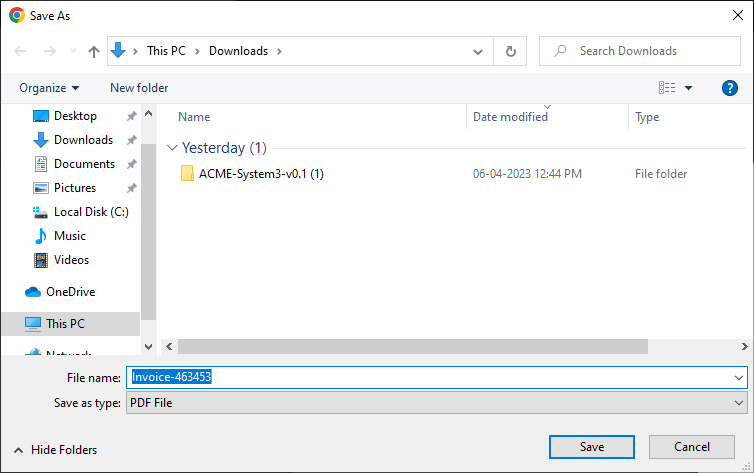 Save As
This PC > Downloads >
Search Downloads
Organize
New folder
Desktop
Downloads
Documents
Pictures
Local Disk (C:)
Music
Videos
OneDrive
This PC
Network
Name
Date modified
Type
Yesterday (1)
ACME-System3-v0.1 (1)
06-04-2023 12:44 PM
File folder
File name:
Invoice-463453
Save as type:
PDF File
Hide Folders
Save
Cancel